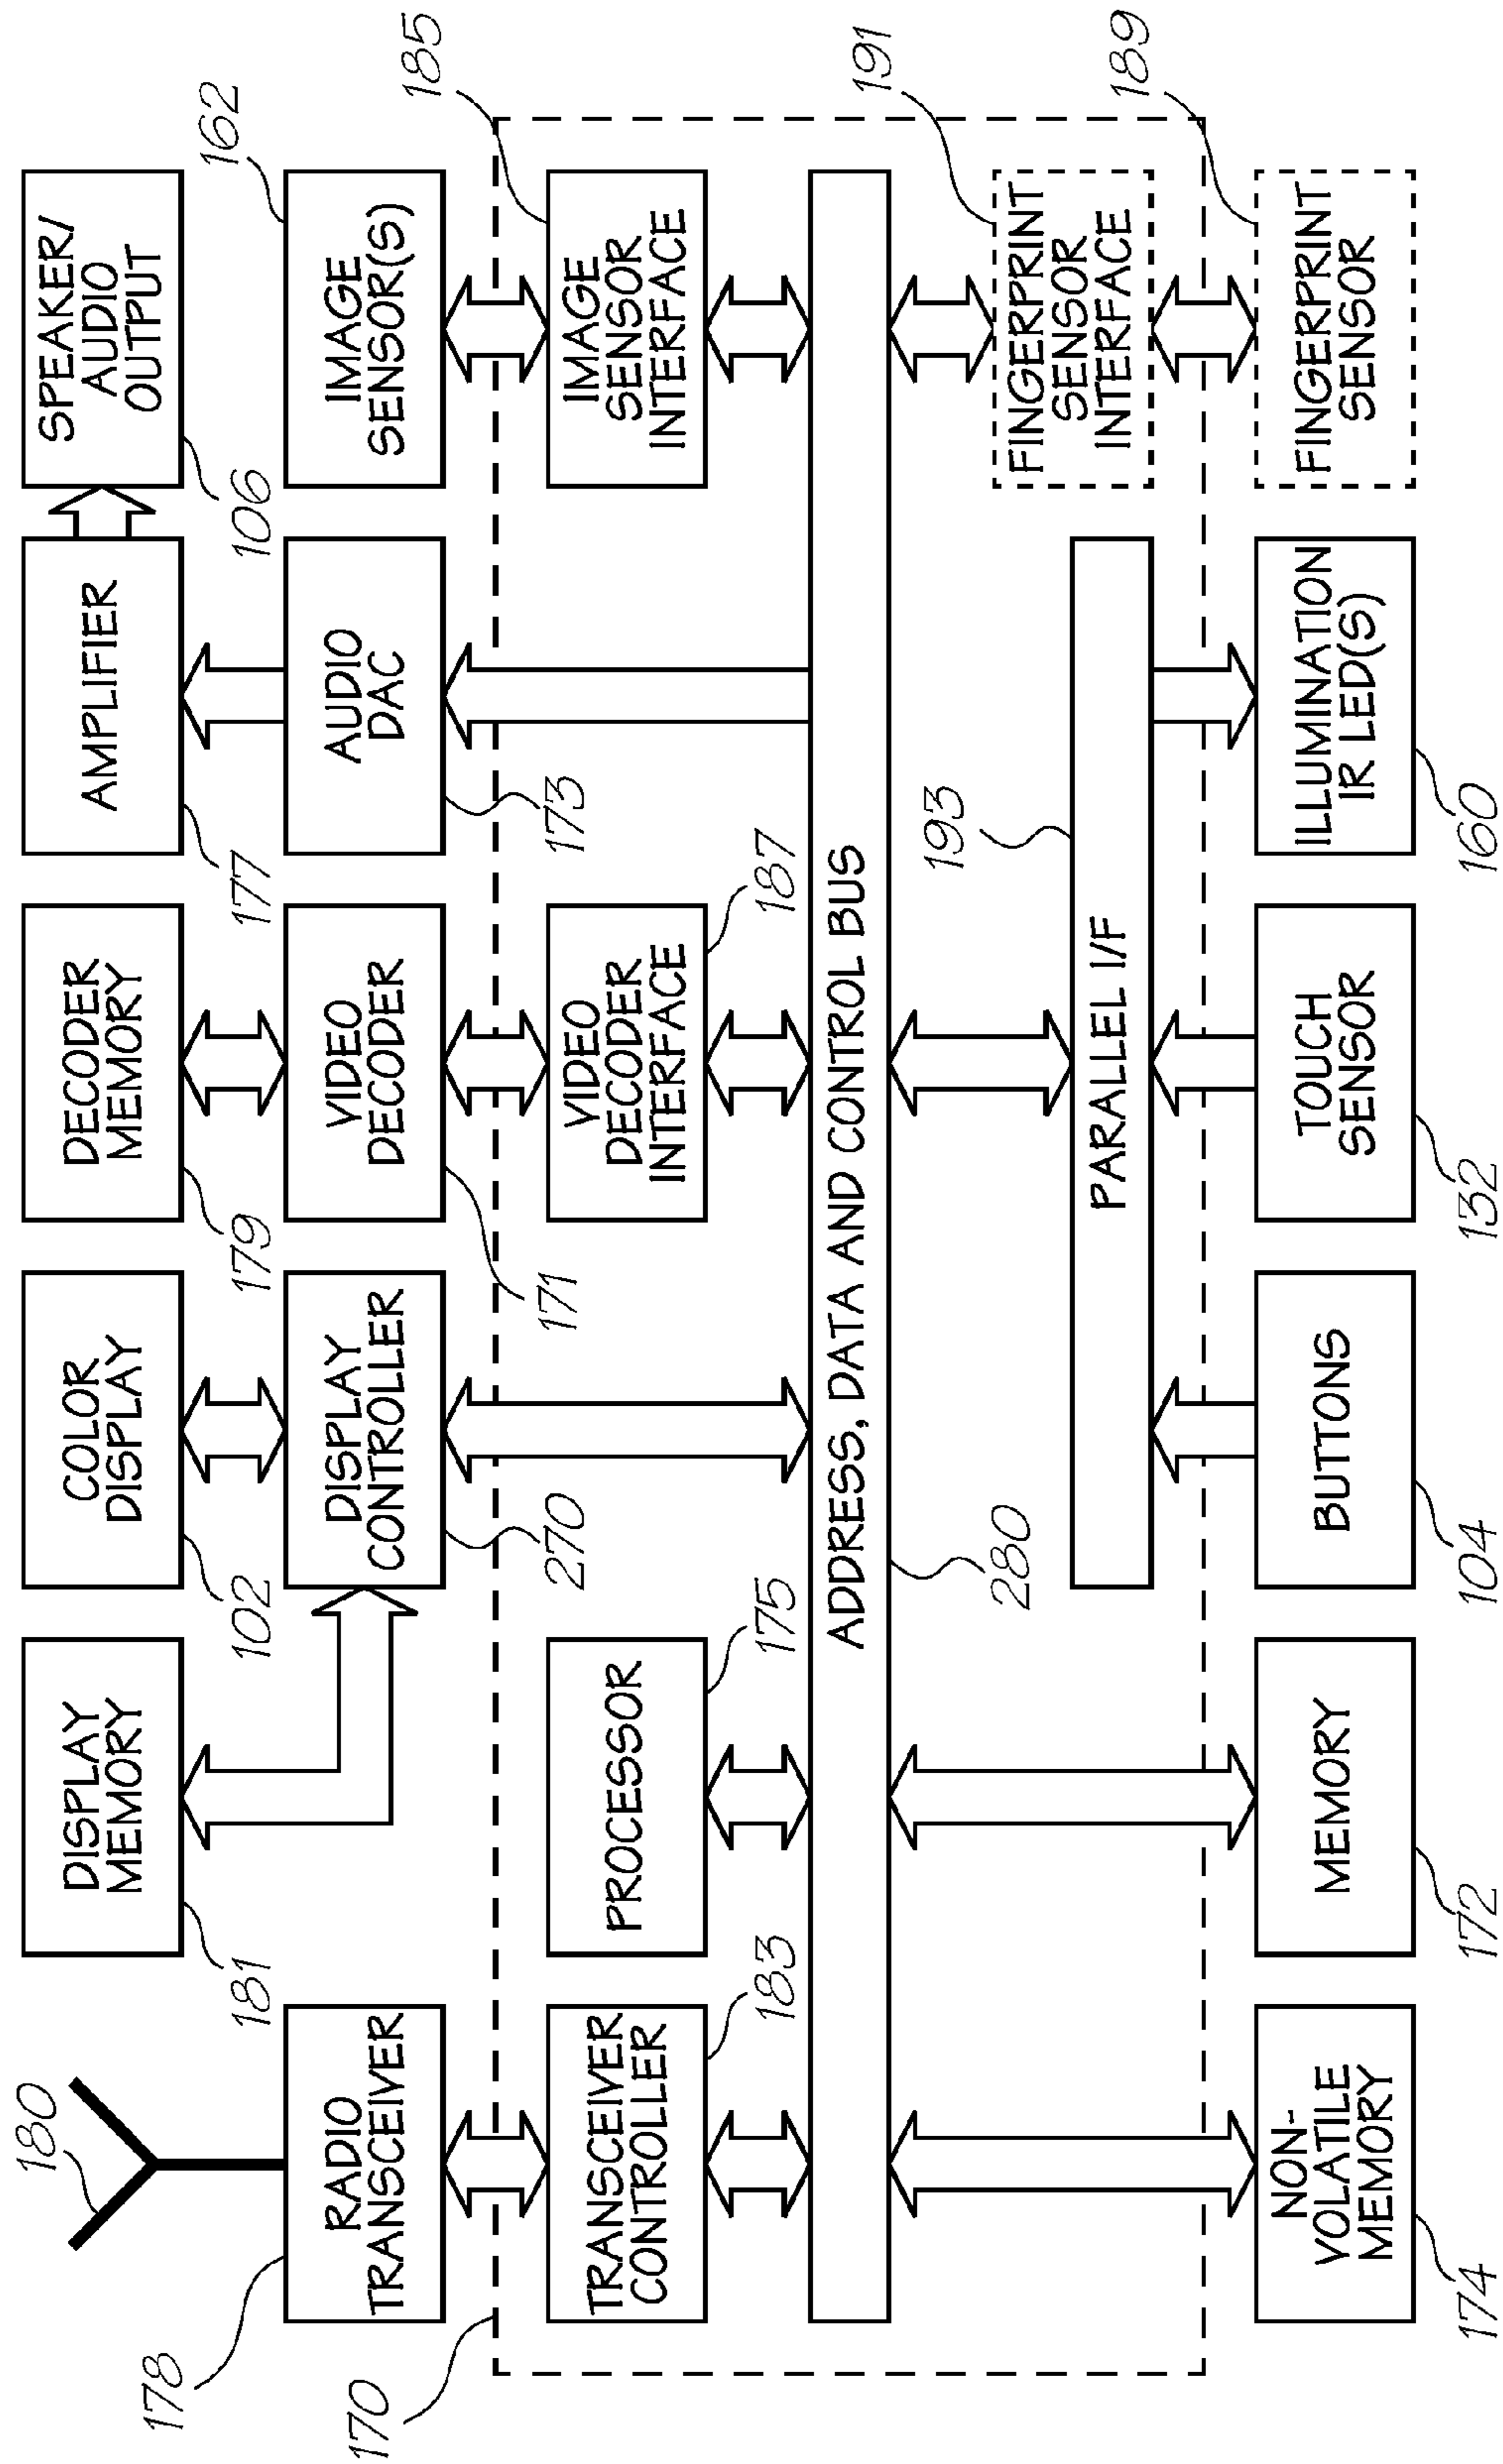 180
DISPLAY
MEMORY
181
COLOR
DISPLAY
102
DECODER
MEMORY
179
AMPLIFIER
177
SPEAKER/
AUDIO
OUTPUT
106
178
RADIO
TRANSCEIVER
DISPLAY
CONTROLLER
270
VIDEO
DECODER
171
AUDIO
DAC
173
IMAGE
SENSOR(S)
162
170
TRANSCEIVER
CONTROLLER
183
PROCESSOR
175
VIDEO
DECODER
INTERFACE
187
IMAGE
SENSOR
INTERFACE
185
ADDRESS, DATA AND CONTROL BUS
280
193
PARALLEL I/F
FINGERPRINT
SENSOR
INTERFACE
191
NON-
VOLATILE
MEMORY
174
MEMORY
172
BUTTONS
104
TOUCH
SENSOR
132
ILLUMINATION
IR LED(S)
160
FINGERPRINT
SENSOR
189